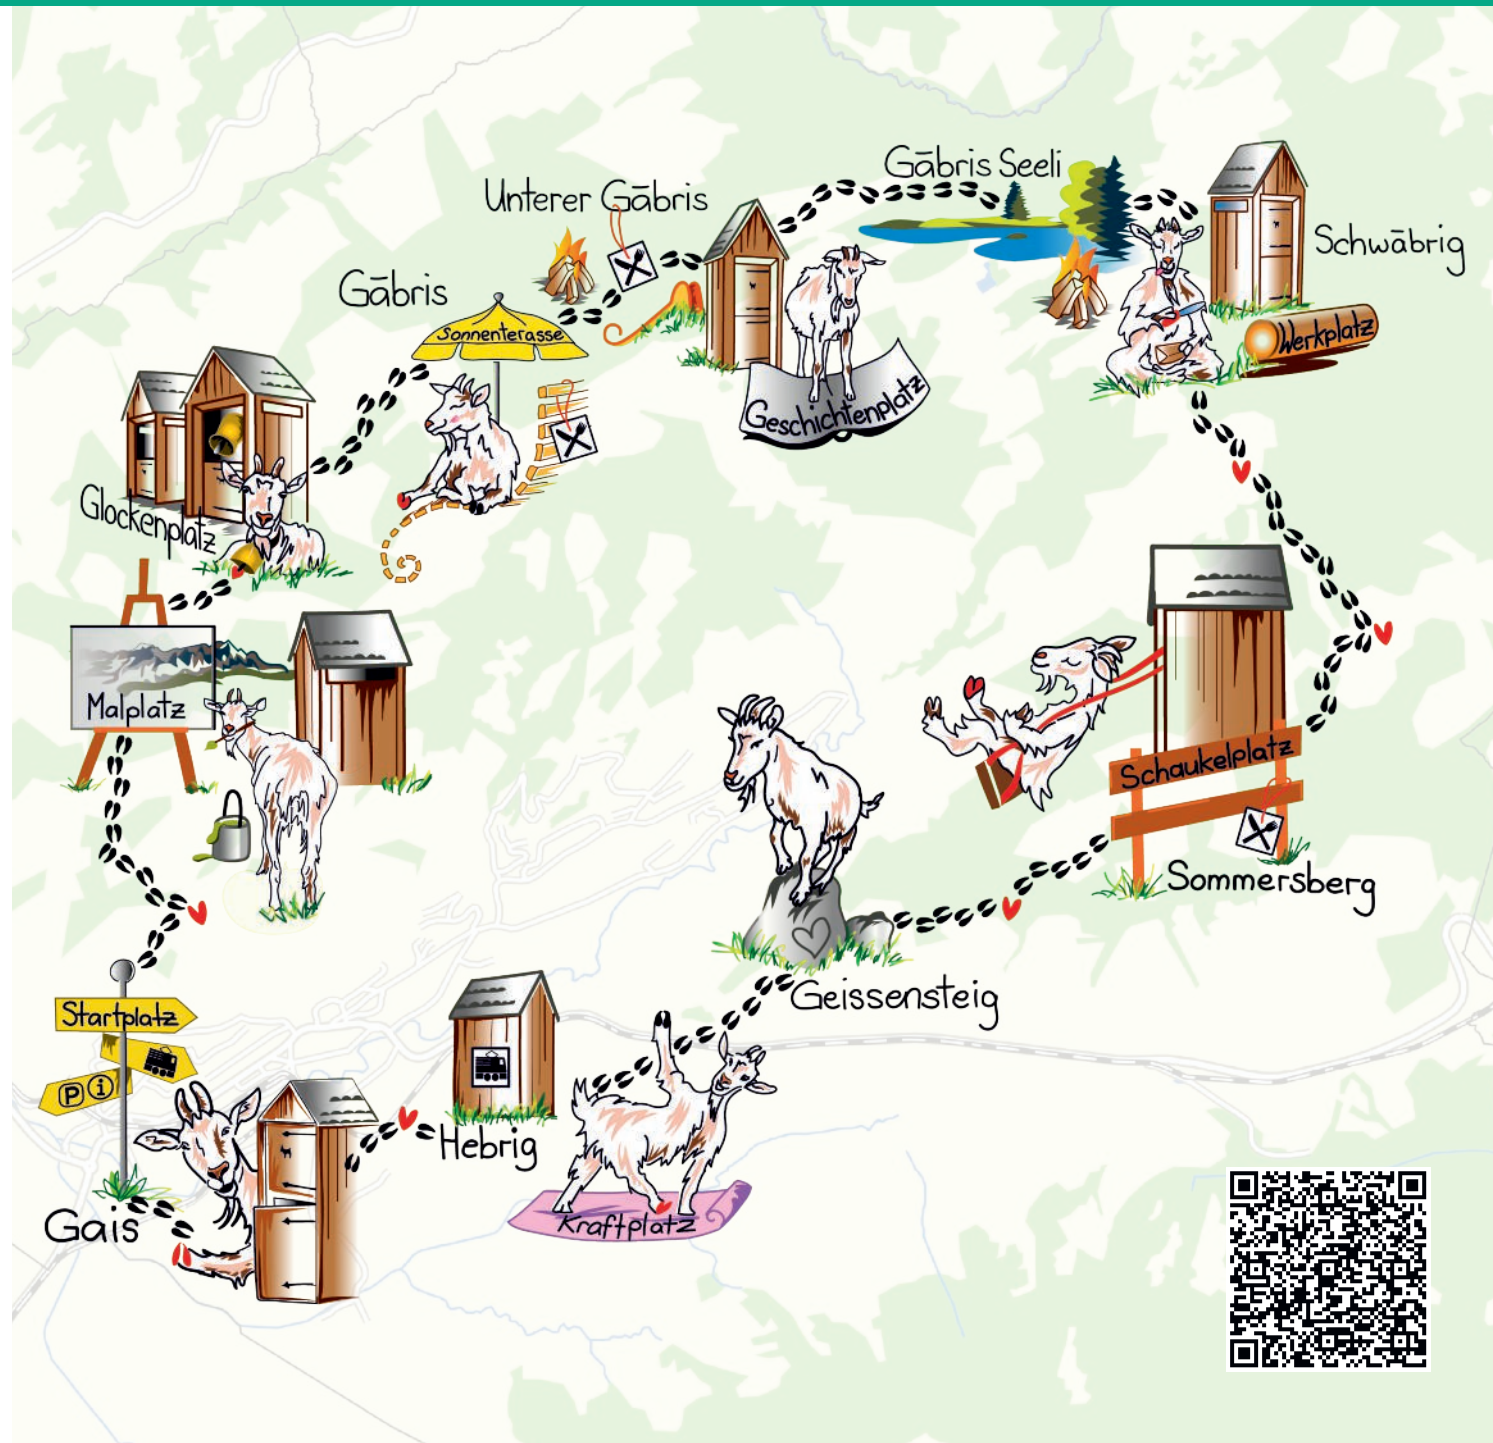 Gäbris Seeli
Unterer Gäbris
Schwäbrig
Gäbris
Sonnenterasse
Werkplatz
Geschichtenplatz
Glockenplatz
Malplatz
Schaukelplatz
Sommersberg
Geissensteig
Startplatz
P i
Hebrig
Kraftplatz
Gais